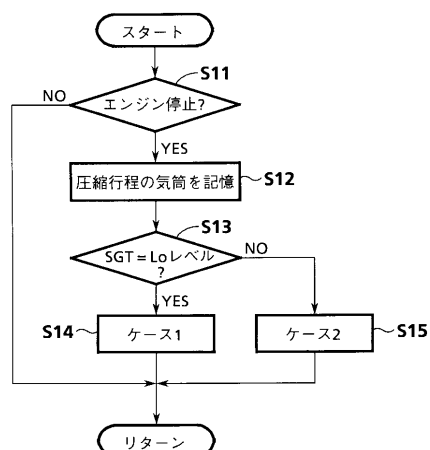 スタート
S11
エンジン停止?
NO
YES
圧縮行程の気筒を記憶
S12
S13
SGT=Loレベル
?
NO
YES
S14
ケース1
ケース2
S15
リターン